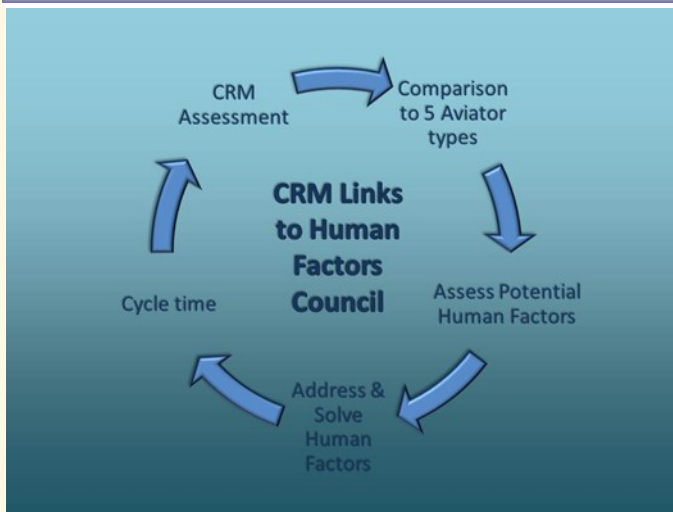 CRM
Assessment
Comparison
to 5 Aviator
types
CRM Links
to Human
Factors
Council
Assess Potential
Human Factors
Address &
Solve
Human
Factors
Cycle time